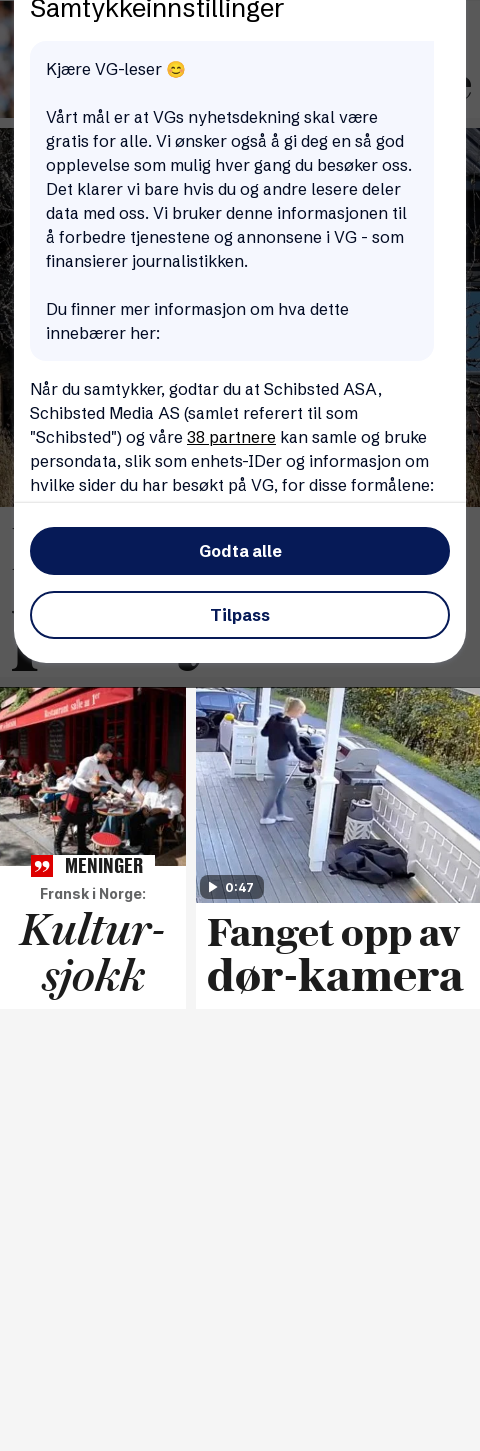 Samtykkeinnstillinger
Kjære VG-leser 😊
Vårt mål er at VGs nyhetsdekning skal være
gratis for alle. Vi ønsker også å gi deg en så god
opplevelse som mulig hver gang du besøker oss.
Det klarer vi bare hvis du og andre lesere deler
data med oss. Vi bruker denne informasjonen til
å forbedre tjenestene og annonsene i VG - som
finansierer journalistikken.
Du finner mer informasjon om hva dette
innebærer her:
Når du samtykker, godtar du at Schibsted ASA,
Schibsted Media AS (samlet referert til som
"Schibsted") og våre 38 partnere kan samle og bruke
persondata, slik som enhets-IDer og informasjon om
hvilke sider du har besøkt på VG, for disse formålene:
Godta alle
Tilpass
Restaurant salle au 1er
MENINGER
Fransk i Norge:
Kultur-
sjokk
0:47
Fanget opp av
dør-kamera